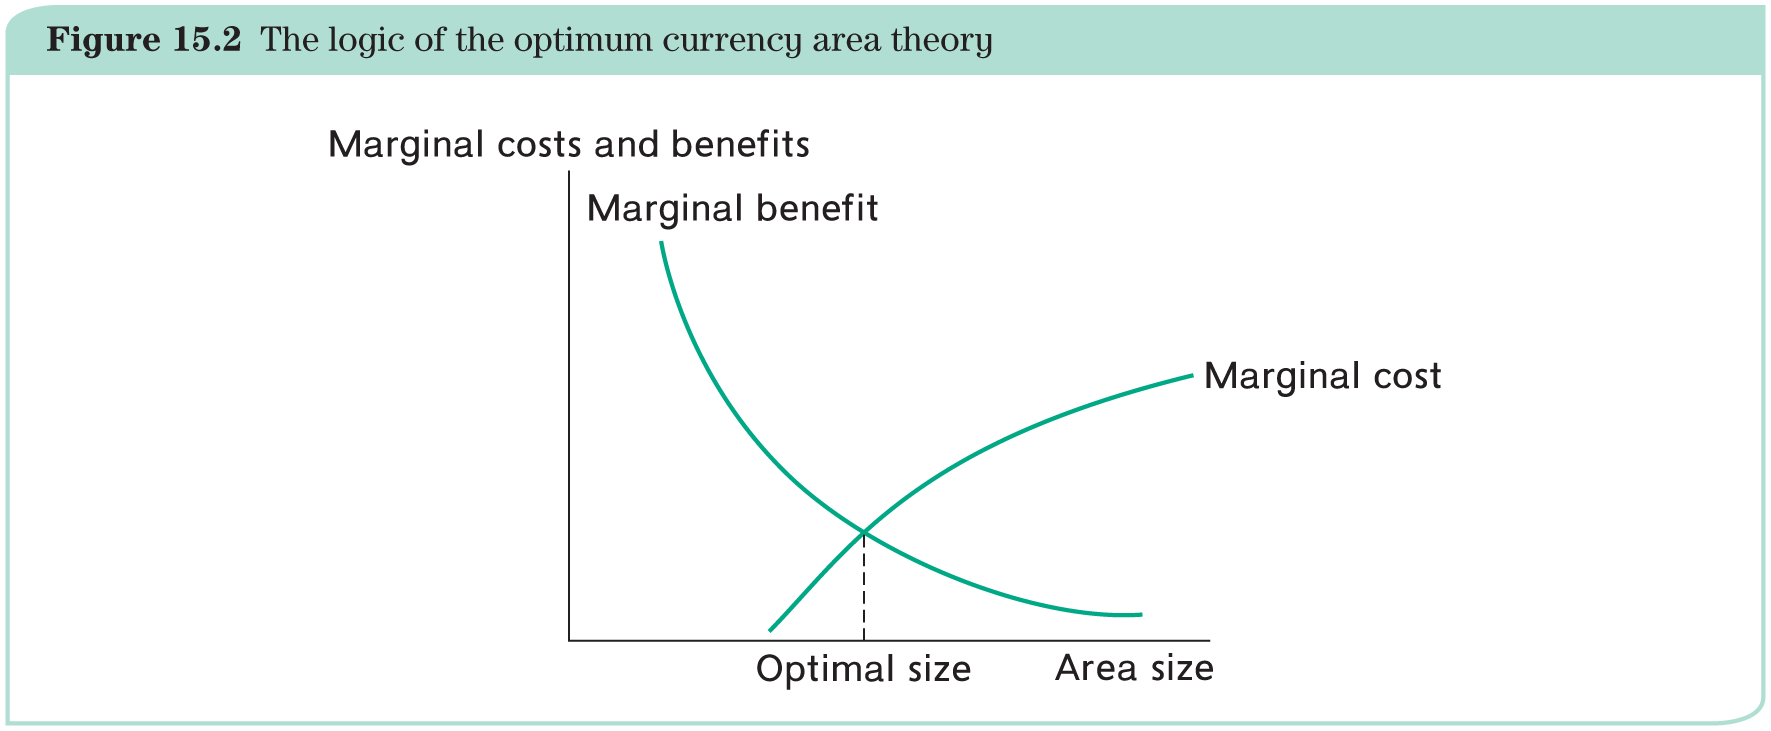 Figure 15.2 The logic of the optimum currency area theory
Marginal costs and benefits
Marginal benefit
Marginal cost
Optimal size
Area size